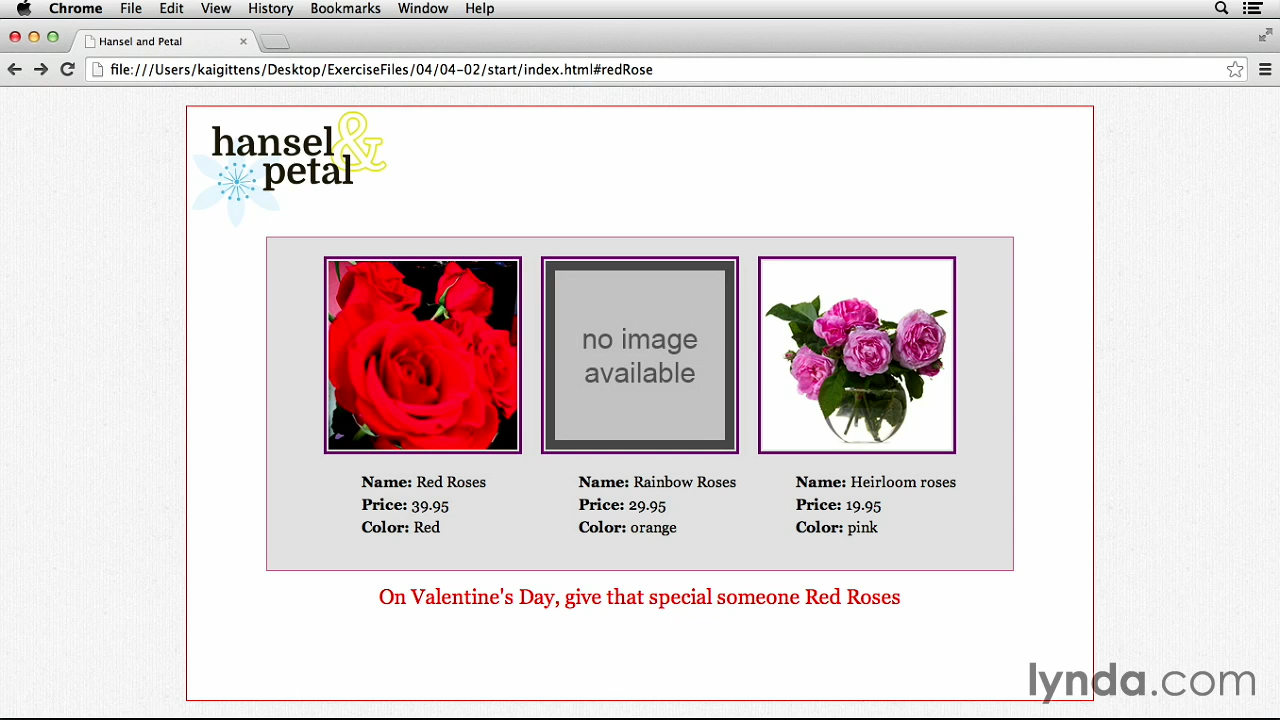 Chrome File Edit View History Bookmarks Window Help
Hansel and Petal
file:///Users/kaigittens/Desktop/ExerciseFiles/04/04-02/start/index.html#redRose
hansel &
petal
no image
available
Name: Red Roses
Price: 39.95
Color: Red
Name: Rainbow Roses
Price: 29.95
Color: orange
Name: Heirloom roses
Price: 19.95
Color: pink
On Valentine's Day, give that special someone Red Roses
lynda.com